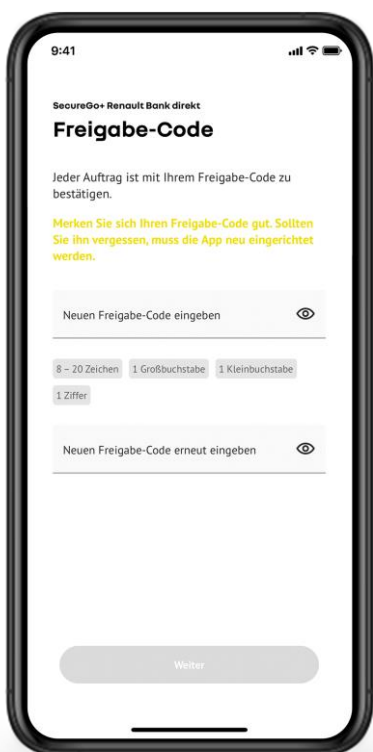 9:41
SecureGo+ Renault Bank direkt
Freigabe-Code
Jeder Auftrag ist mit Ihrem Freigabe-Code zu
bestätigen.
Merken Sie sich Ihren Freigabe-Code gut. Sollten
Sie ihn vergessen, muss die App neu eingerichtet
werden.
Neuen Freigabe-Code eingeben
8 – 20 Zeichen 1 Großbuchstabe 1 Kleinbuchstabe
1 Ziffer
Neuen Freigabe-Code erneut eingeben
Weiter